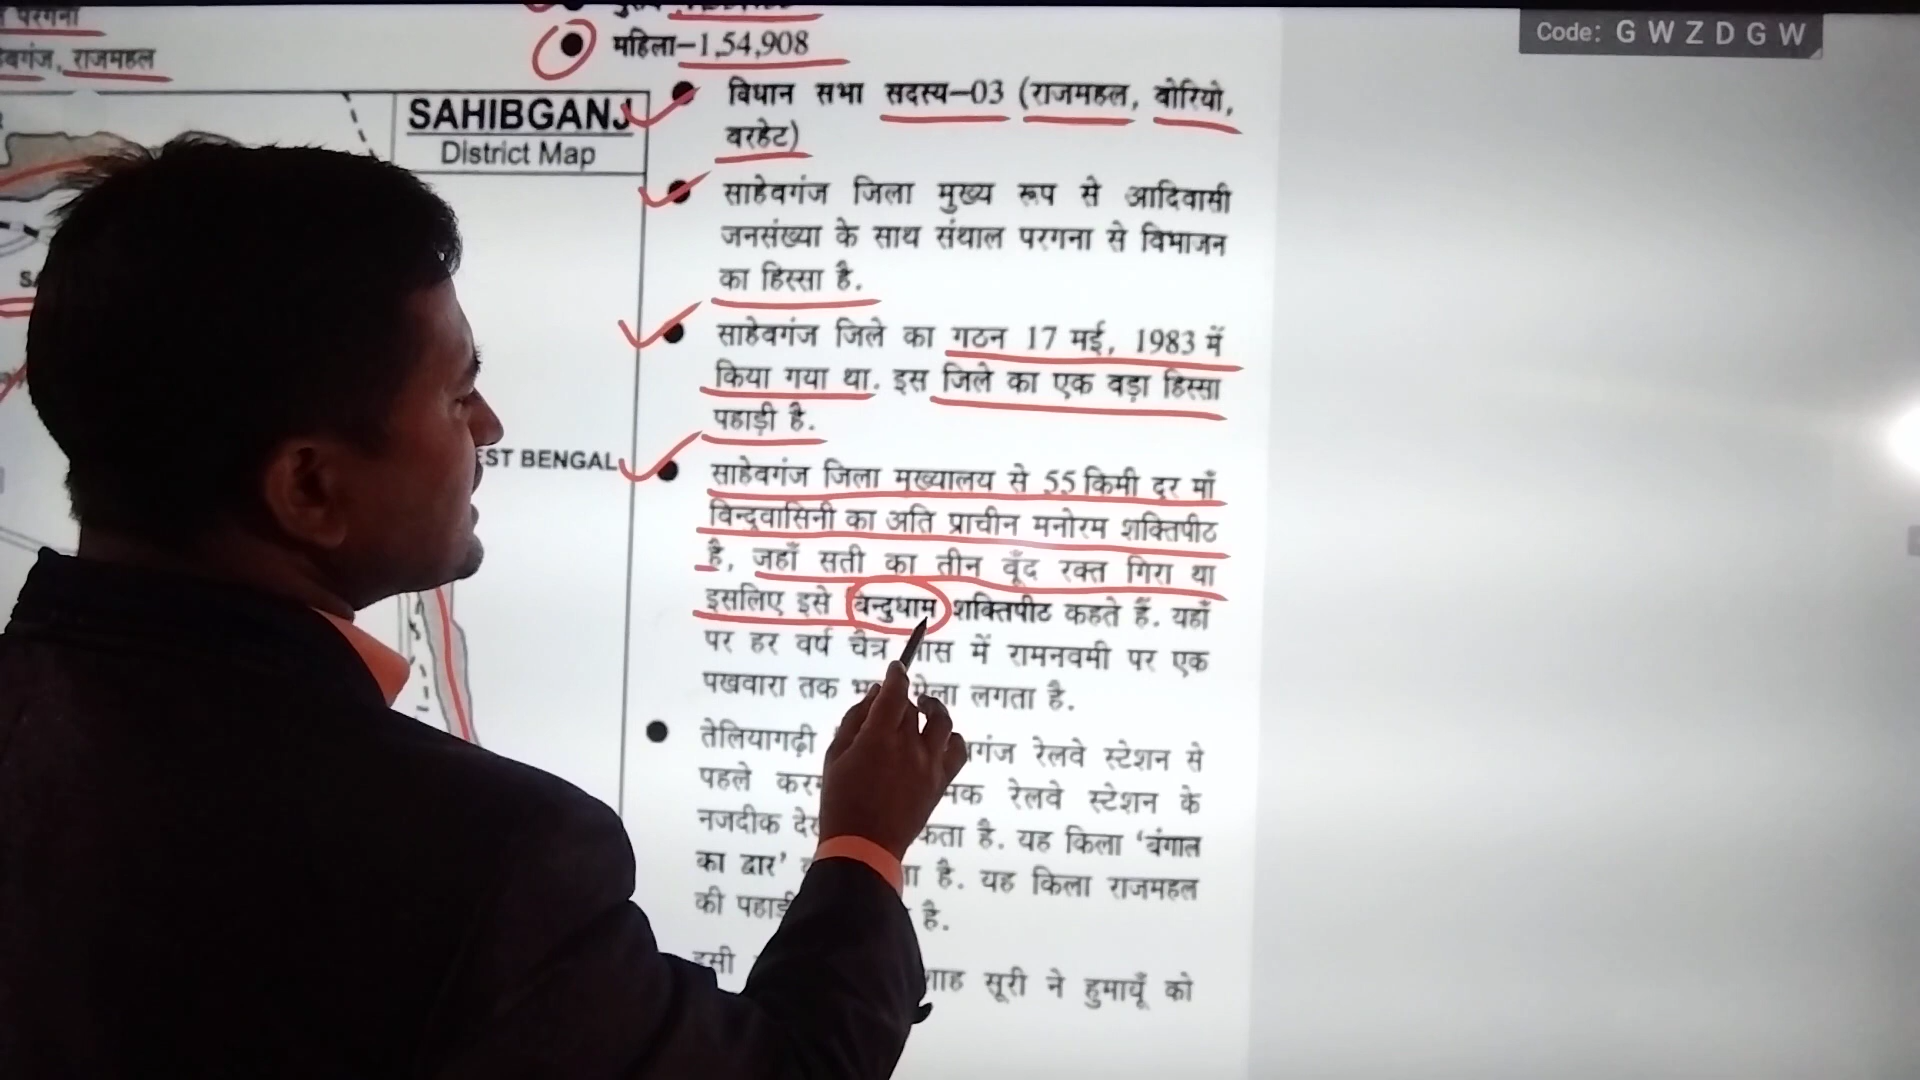 परगना
Code: G W Z D G W
महिला–1,54,908
राजमहल
विधान सभा सदस्य–03 (राजमहल, बोरियो,
बरहेट)
SAHIBGANJ
District Map
साहेबगंज जिला मुख्य रूप से आदिवासी
जनसंख्या के साथ संथाल परगना से विभाजन
का हिस्सा है.
साहेबगंज जिले का गठन 17 मई, 1983 में
किया गया था. इस जिले का एक बड़ा हिस्सा
पहाड़ी है.
EST BENGAL
साहेबगंज जिला मुख्यालय से 55 किमी दूर माँ
विन्दुवासिनी का अति प्राचीन मनोरम शक्तिपीठ
है, जहाँ सती का तीन बूँद रक्त गिरा था
इसलिए इसे बिन्दुधाम शक्तिपीठ कहते हैं. यहाँ
पर हर वर्ष चैत्र मास में रामनवमी पर एक
पखवारा तक मेला लगता है.
तेलियागढ़ी गंज रेलवे स्टेशन से
पहले रेलवे स्टेशन के
नजदीक है. यह किला ‘बंगाल
का द्वार’ है. यह किला राजमहल
की है.
इसी शाह सूरी ने हुमायूँ को